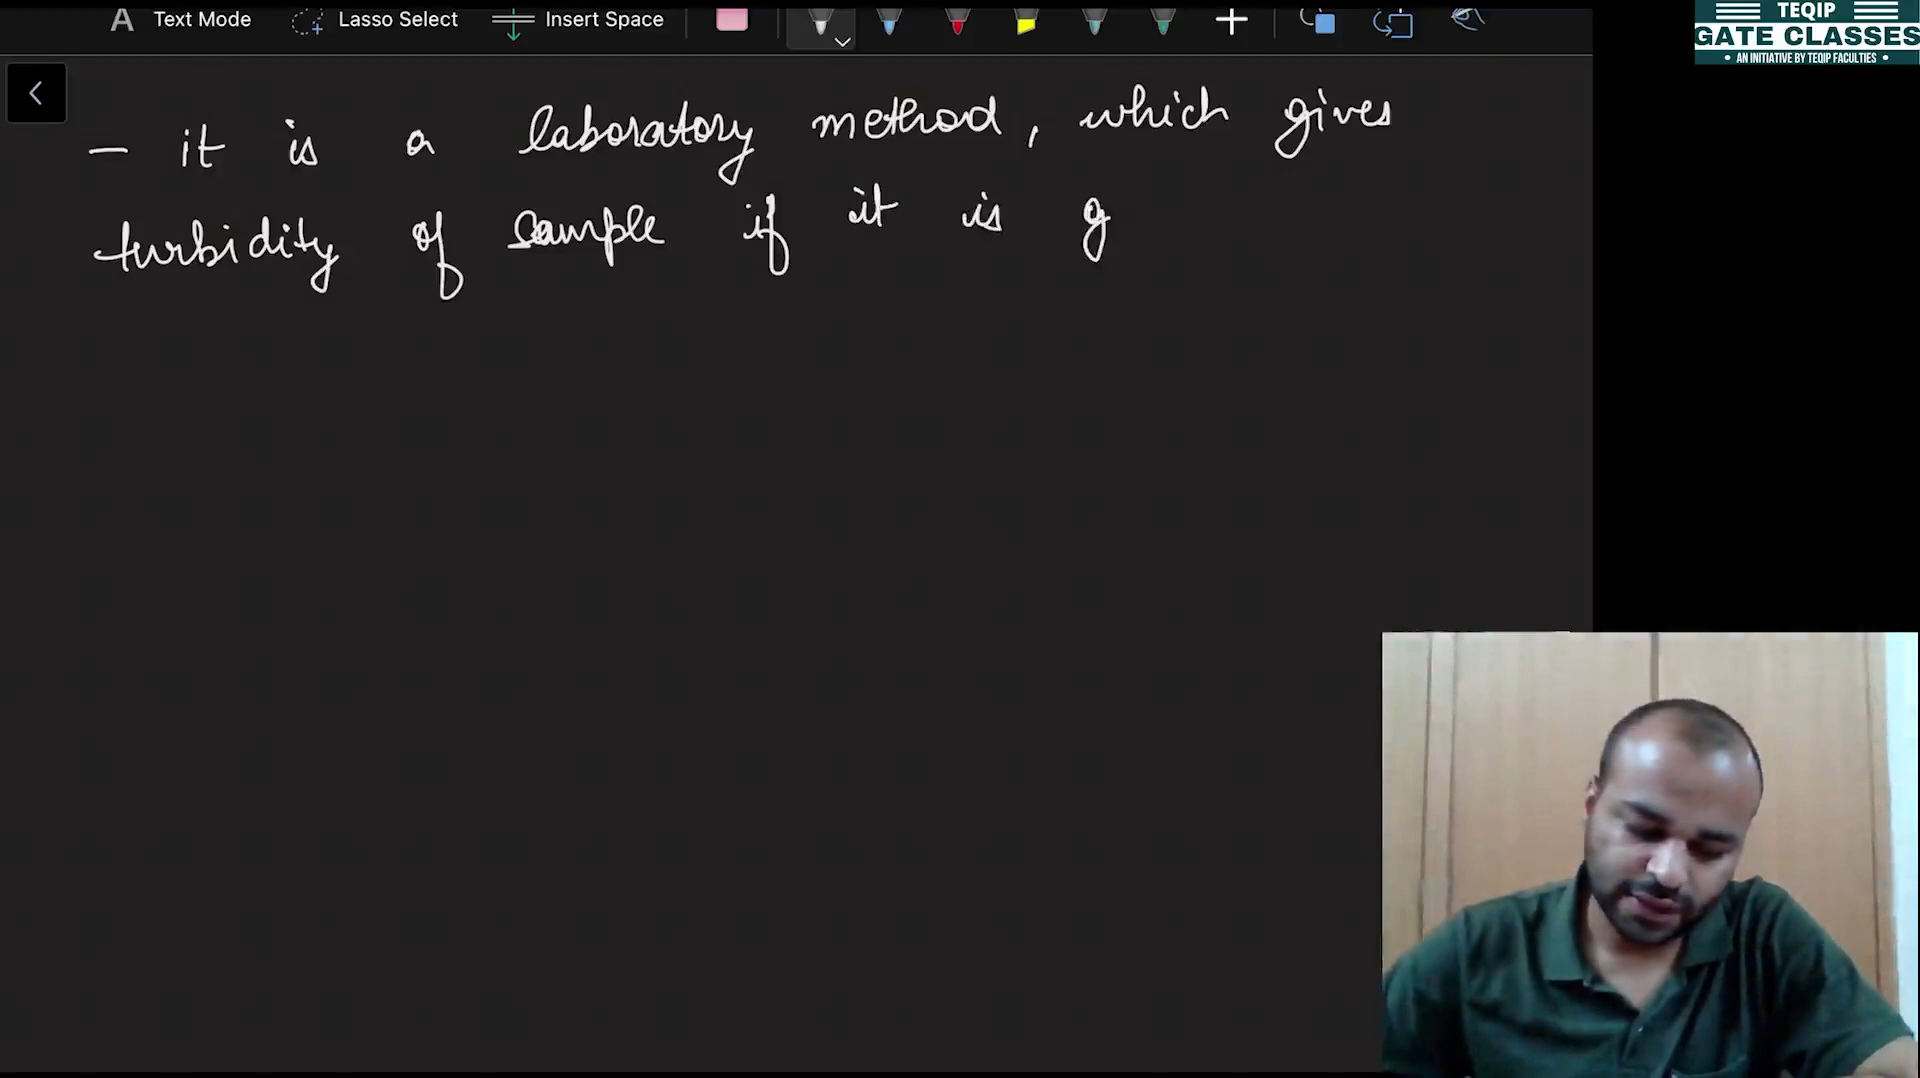 Text Mode
Lasso Select
Insert Space
TEQIP
GATE CLASSES
• AN INITIATIVE BY TEQIP FACULTIES •
- it is a laboratory method, which gives
turbidity of sample if it is g